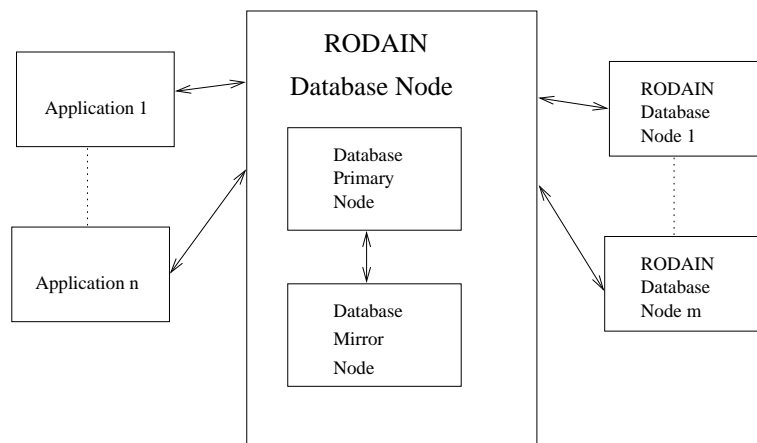 RODAIN
Database Node
Application 1
Application n
Database
Primary
Node
Database
Mirror
Node
RODAIN
Database
Node 1
RODAIN
Database
Node m